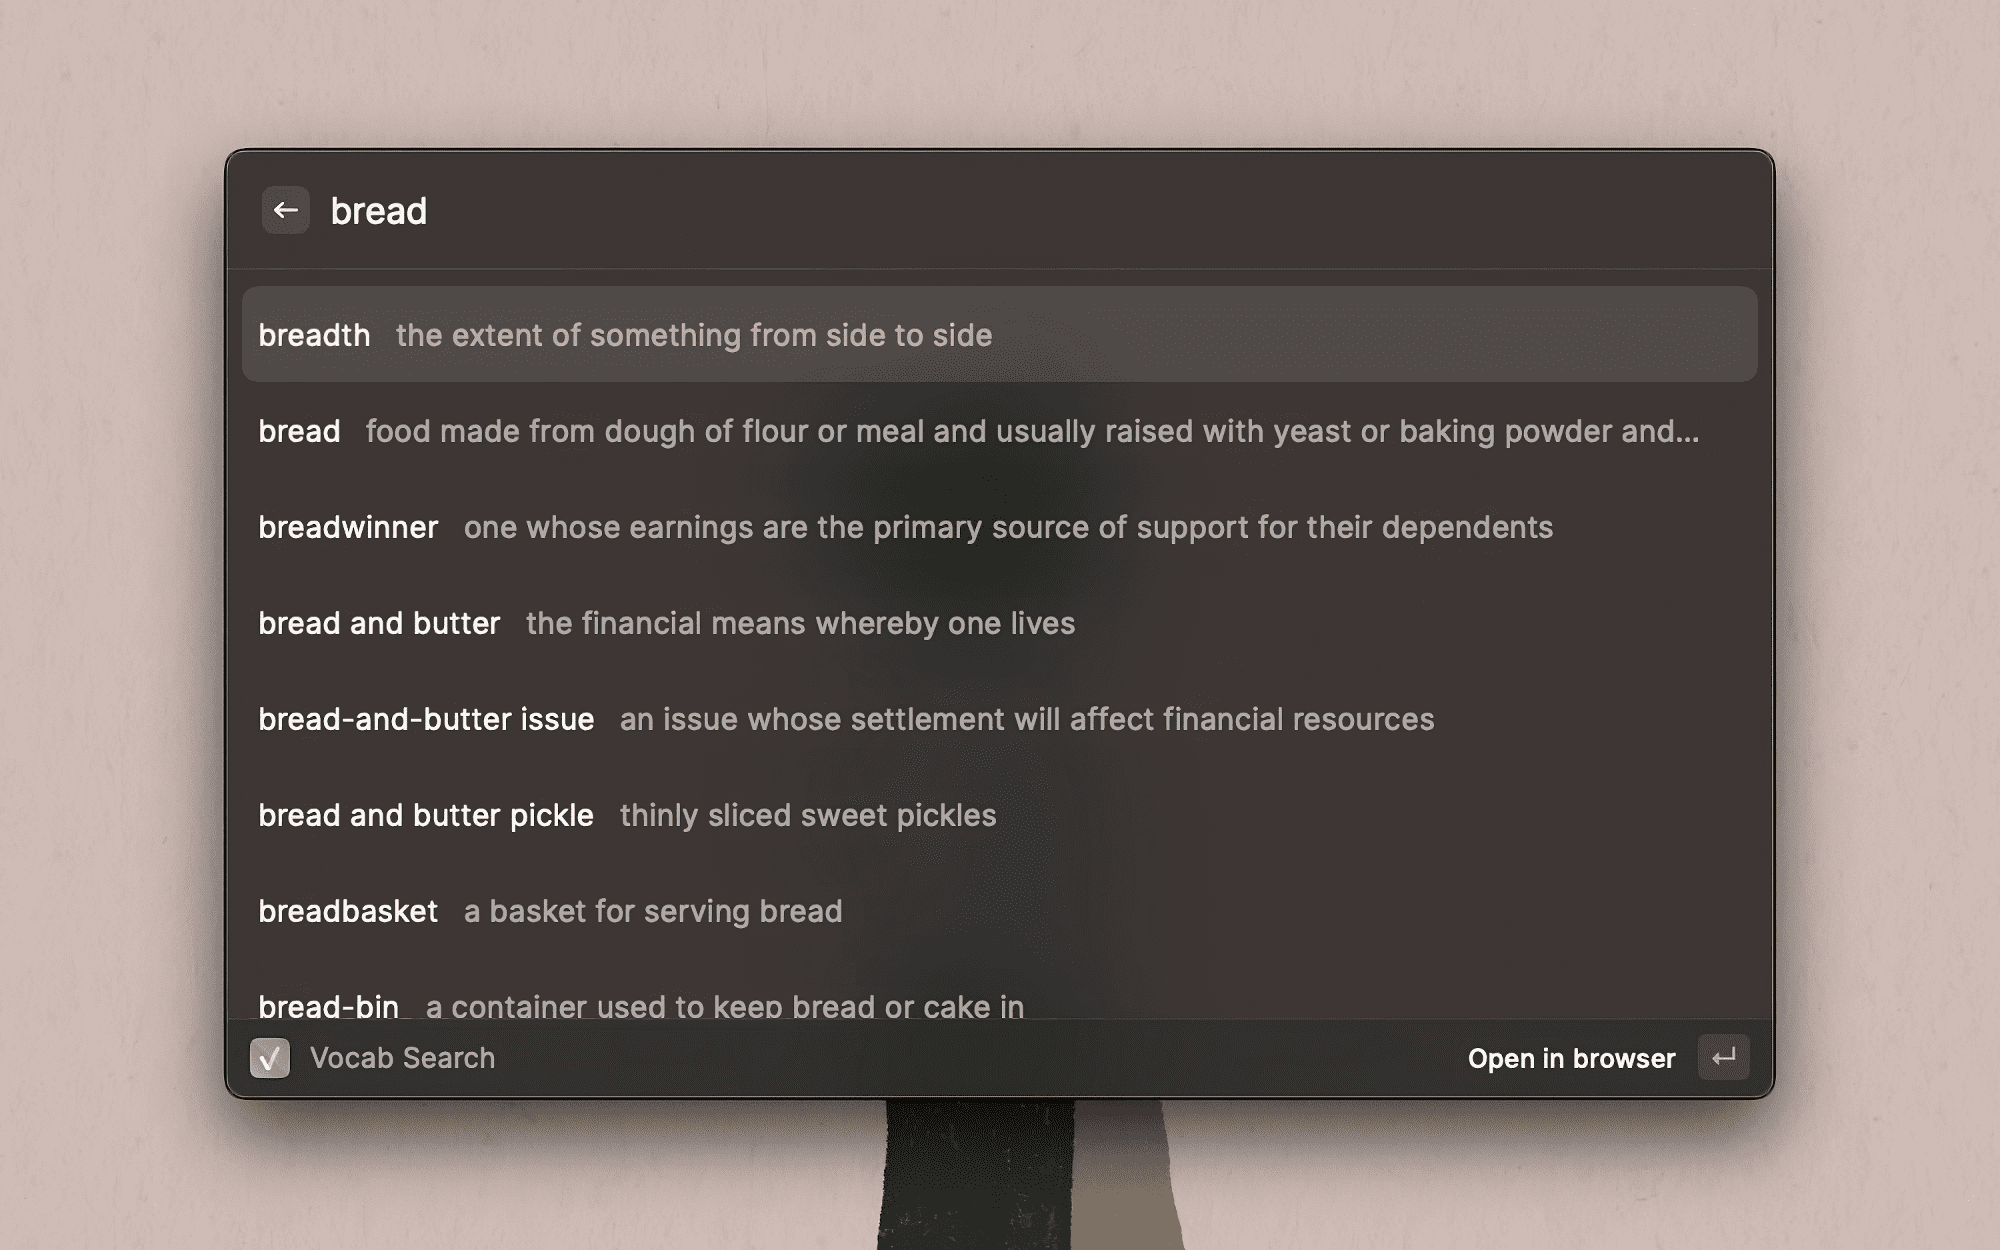 bread
breadth the extent of something from side to side
bread food made from dough of flour or meal and usually raised with yeast or baking powder and...
breadwinner one whose earnings are the primary source of support for their dependents
bread and butter the financial means whereby one lives
bread-and-butter issue an issue whose settlement will affect financial resources
bread and butter pickle thinly sliced sweet pickles
breadbasket a basket for serving bread
bread-bin a container used to keep bread or cake in
Vocab Search Open in browser